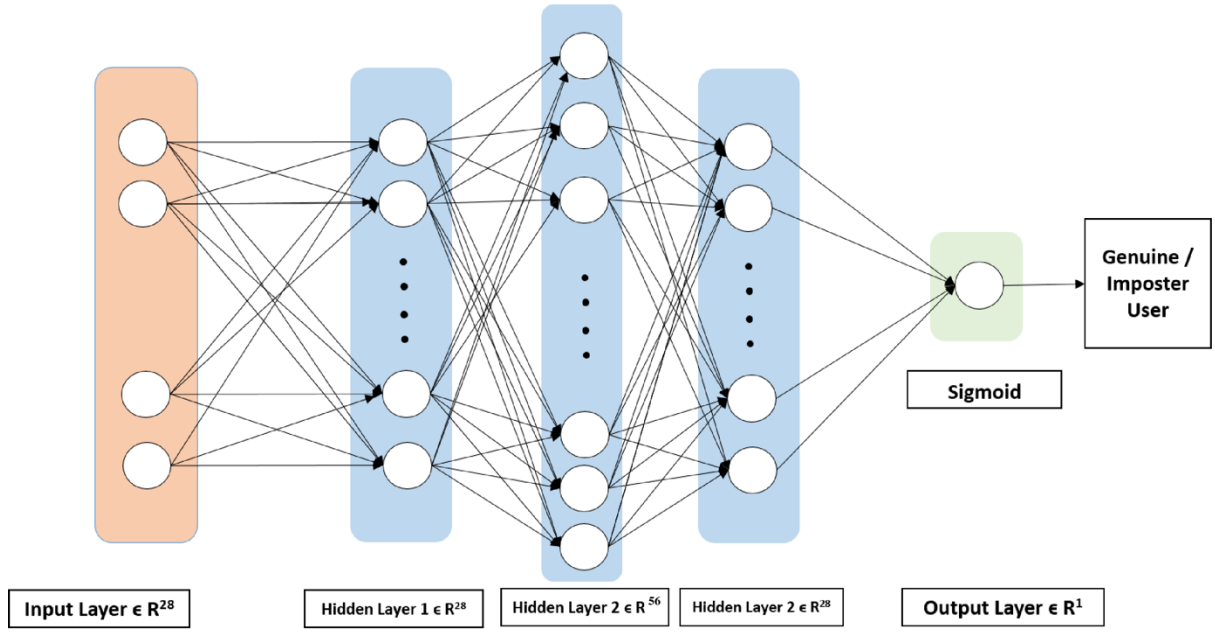 Genuine /
Imposter
User
Sigmoid
Input Layer ϵ R²⁸
Hidden Layer 1 ϵ R²⁸
Hidden Layer 2 ϵ R⁵⁶
Hidden Layer 2 ϵ R²⁸
Output Layer ϵ R¹